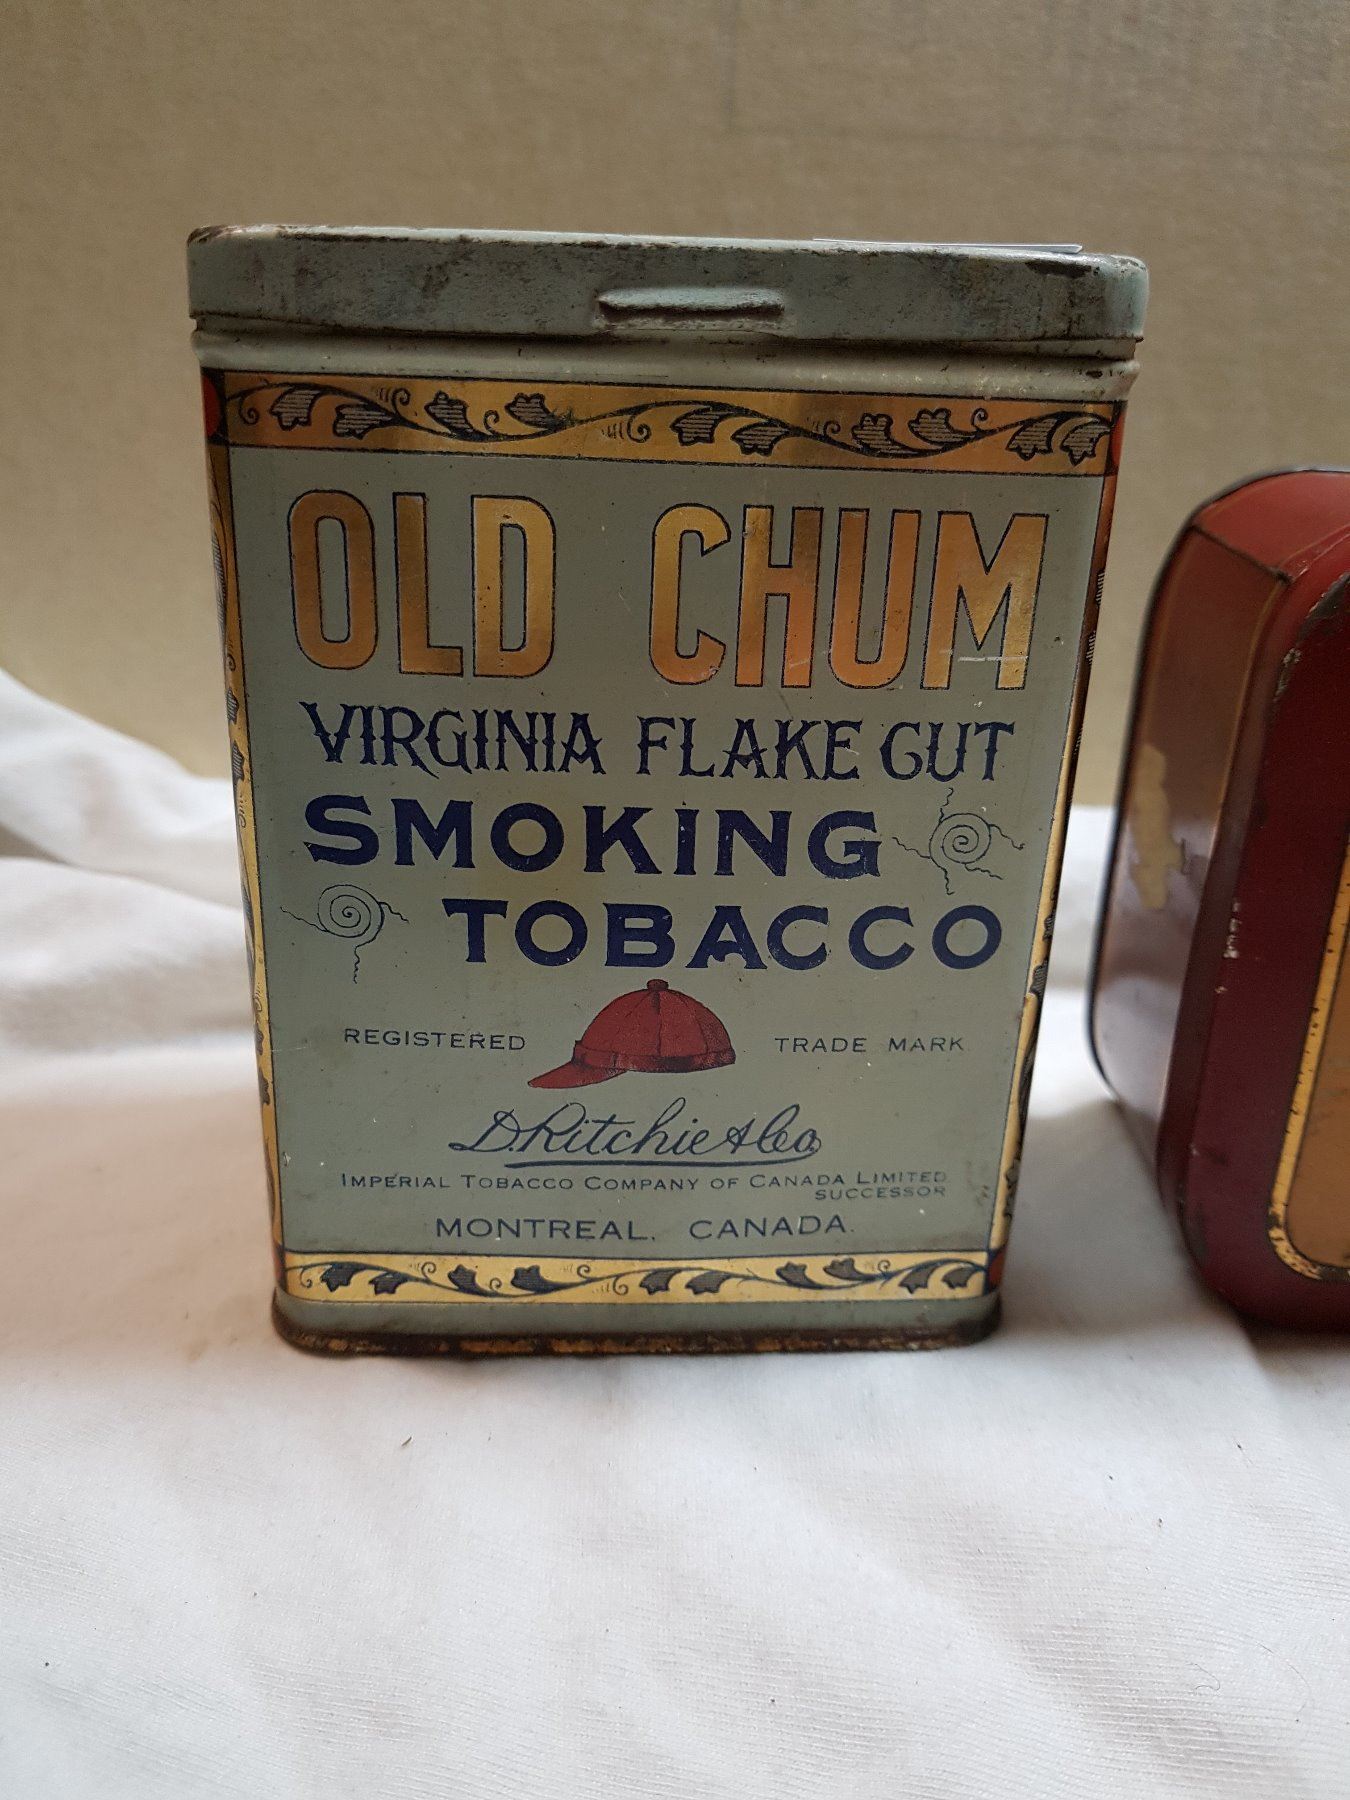 OLD CHUM
VIRGINIA FLAKE CUT
SMOKING
TOBACCO
REGISTERED TRADE MARK
D. Ritchie & Co.
IMPERIAL TOBACCO COMPANY OF CANADA LIMITED
SUCCESSOR
MONTREAL, CANADA.